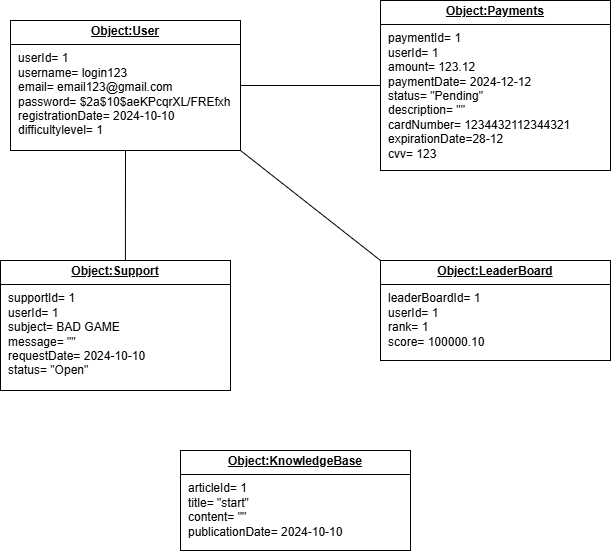 Object:User
userId= 1
username= login123
email= email123@gmail.com
password= $2a$10$aeKPcqrXL/FREfxh
registrationDate= 2024-10-10
difficultylevel= 1
Object:Payments
paymentId= 1
userId= 1
amount= 123.12
paymentDate= 2024-12-12
status= "Pending"
description= ""
cardNumber= 1234432112344321
expirationDate=28-12
cvv= 123
Object:Support
supportId= 1
userId= 1
subject= BAD GAME
message= ""
requestDate= 2024-10-10
status= "Open"
Object:LeaderBoard
leaderBoardId= 1
userId= 1
rank= 1
score= 100000.10
Object:KnowledgeBase
articleId= 1
title= "start"
content= ""
publicationDate= 2024-10-10